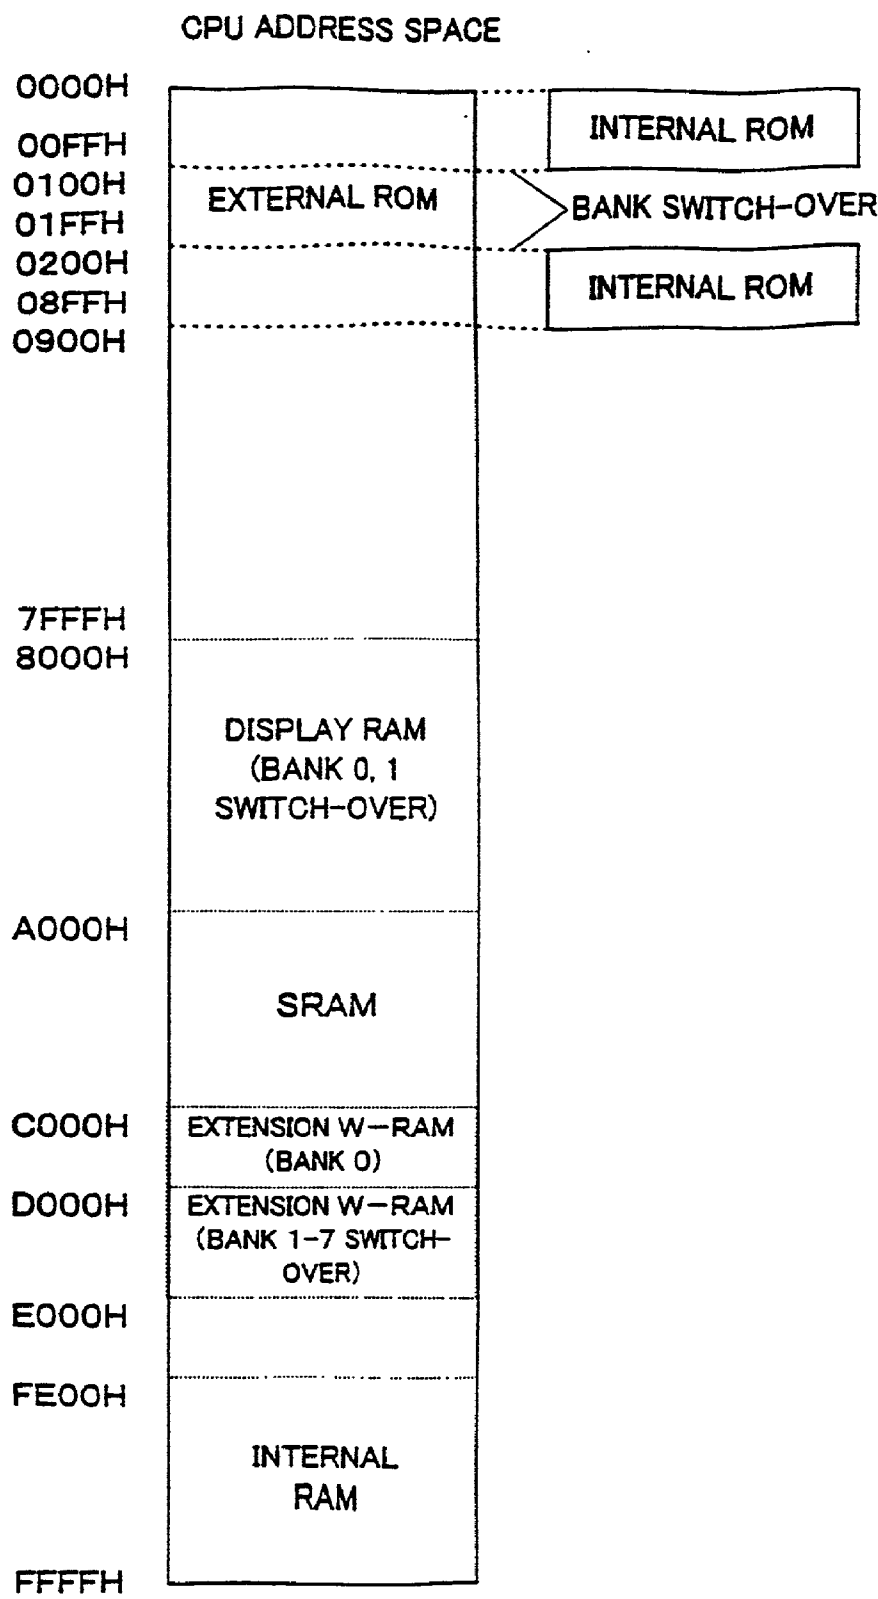 CPU ADDRESS SPACE
0000H
INTERNAL ROM
00FFH
0100H
EXTERNAL ROM
BANK SWITCH-OVER
01FFH
0200H
INTERNAL ROM
08FFH
0900H
7FFFH
8000H
DISPLAY RAM
(BANK 0, 1
SWITCH-OVER)
A000H
SRAM
C000H
EXTENSION W-RAM
(BANK 0)
D000H
EXTENSION W-RAM
(BANK 1-7 SWITCH-
OVER)
E000H
FE00H
INTERNAL
RAM
FFFFH